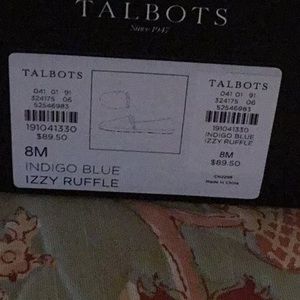 TALBOTS
Since 1947
TALBOTS
041 01 91
324175 06
52546983
191041330
$89.50
8M
INDIGO BLUE
IZZY RUFFLE
TALBOTS
041 01 91
324175 06
52546983
191041330
INDIGO BLUE
IZZY RUFFLE
8M
$89.50
Made in China